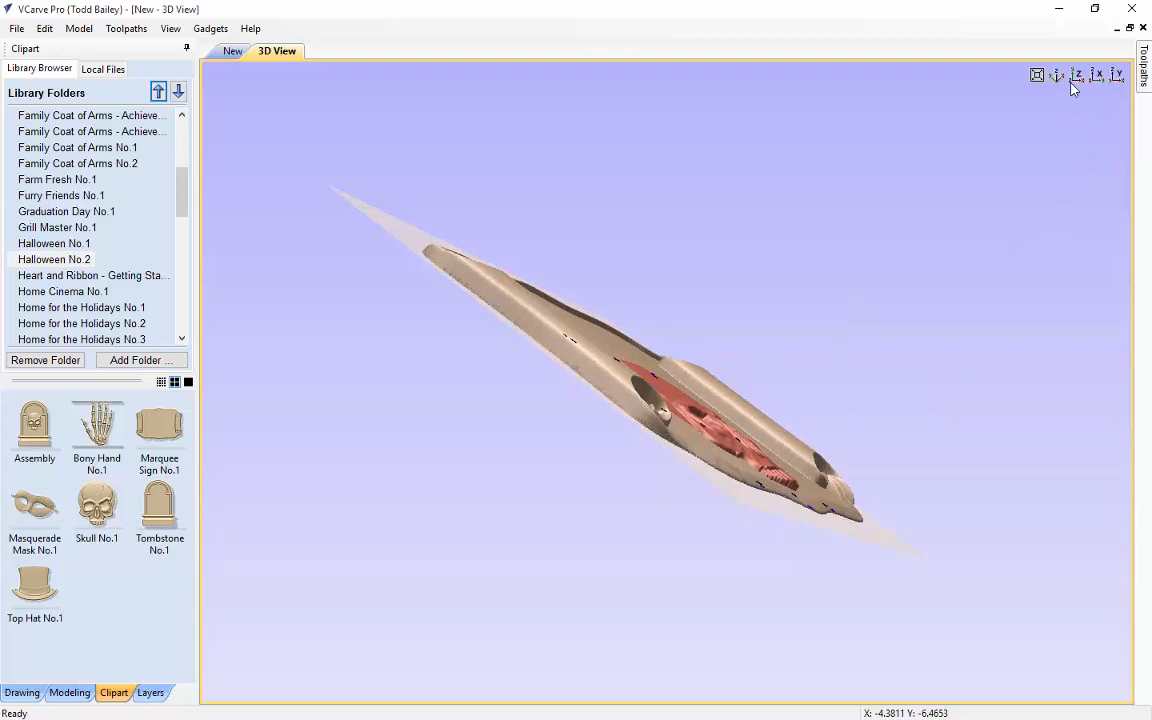 VCarve Pro {Todd Bailey} - [New - 3D View]
File Edit Model Toolpaths View Gadgets Help
Clipart
New 3D View
Library Browser Local Files
Library Folders
Family Coat of Arms - Achieve...
Family Coat of Arms - Achieve...
Family Coat of Arms No.1
Family Coat of Arms No.2
Farm Fresh No.1
Furry Friends No.1
Graduation Day No.1
Grill Master No.1
Halloween No.1
Halloween No.2
Heart and Ribbon - Getting Sta...
Home Cinema No.1
Home for the Holidays No.1
Home for the Holidays No.2
Home for the Holidays No.3
Remove Folder Add Folder ...
Assembly
Bony Hand No.1
Marquee Sign No.1
Masquerade Mask No.1
Skull No.1
Tombstone No.1
Top Hat No.1
Drawing Modeling Clipart Layers
Z X Y
Toolpaths
Ready
X: -4.3811 Y: -6.4653